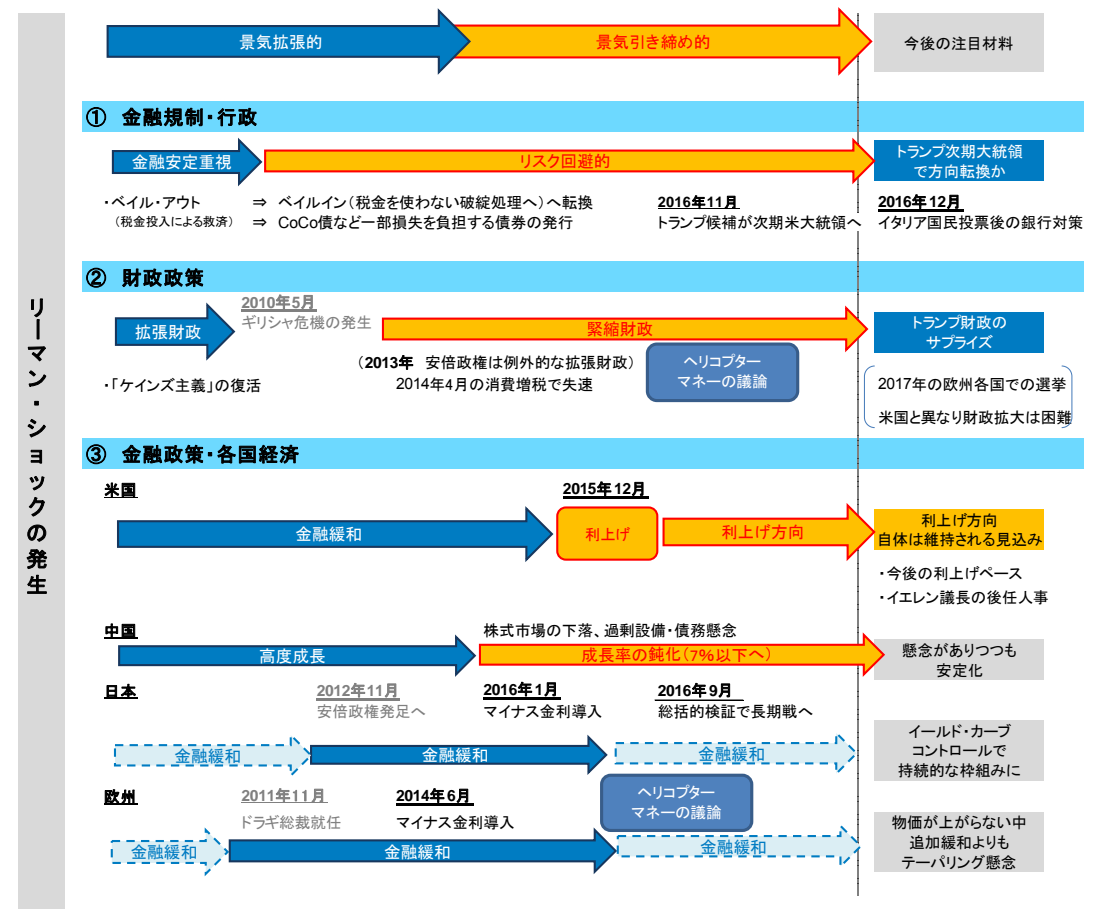 リーマン・ショックの発生
景気拡張的
景気引き締め的
今後の注目材料
① 金融規制・行政
金融安定重視
リスク回避的
トランプ次期大統領
で方向転換か
・ベイル・アウト
(税金投入による救済)
⇒ ベイルイン(税金を使わない破綻処理へ)へ転換
⇒ CoCo債など一部損失を負担する債券の発行
2016年11月
トランプ候補が次期米大統領へ
2016年12月
イタリア国民投票後の銀行対策
② 財政政策
2010年5月
ギリシャ危機の発生
拡張財政
緊縮財政
トランプ財政の
サプライズ
・「ケインズ主義」の復活
(2013年 安倍政権は例外的な拡張財政)
2014年4月の消費増税で失速
ヘリコプター
マネーの議論
2017年の欧州各国での選挙
米国と異なり財政拡大は困難
③ 金融政策・各国経済
米国
2015年12月
金融緩和
利上げ
利上げ方向
利上げ方向
自体は維持される見込み
・今後の利上げペース
・イエレン議長の後任人事
中国
株式市場の下落、過剰設備・債務懸念
高度成長
成長率の鈍化(7%以下へ)
懸念がありつつも
安定化
日本
2012年11月
安倍政権発足へ
2016年1月
マイナス金利導入
2016年9月
総括的検証で長期戦へ
金融緩和
金融緩和
金融緩和
イールド・カーブ
コントロールで
持続的な枠組みに
欧州
2011年11月
ドラギ総裁就任
2014年6月
マイナス金利導入
ヘリコプター
マネーの議論
金融緩和
金融緩和
金融緩和
物価が上がらない中
追加緩和よりも
テーパリング懸念